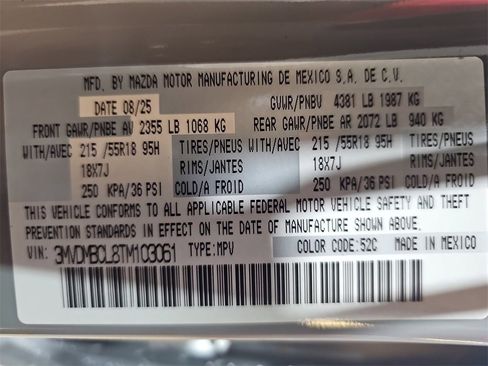 MFD. BY MAZDA MOTOR MANUFACTURING DE MEXICO S.A. DE C.V.
DATE 08/25 GVWR/PNBV 4381 LB 1987 KG
FRONT GAWR/PNBE AV 2355 LB 1068 KG REAR GAWR/PNBE AR 2072 LB 940 KG
WITH/AVEC 215 /55R18 95H TIRES/PNEUS WITH/AVEC 215 /55R18 95H TIRES/PNEUS
18X7J RIMS/JANTES 18X7J RIMS/JANTES
250 KPA/36 PSI COLD/A FROID 250 KPA/36 PSI COLD/A FROID
THIS VEHICLE CONFORMS TO ALL APPLICABLE FEDERAL MOTOR VEHICLE SAFETY AND THEFT
PREVENTION STANDARDS IN EFFECT ON THE DATE OF MANUFACTURE SHOWN ABOVE.
VIN: 3MVDMBCL8TM103061 TYPE: MPV COLOR CODE:52C MADE IN MEXICO